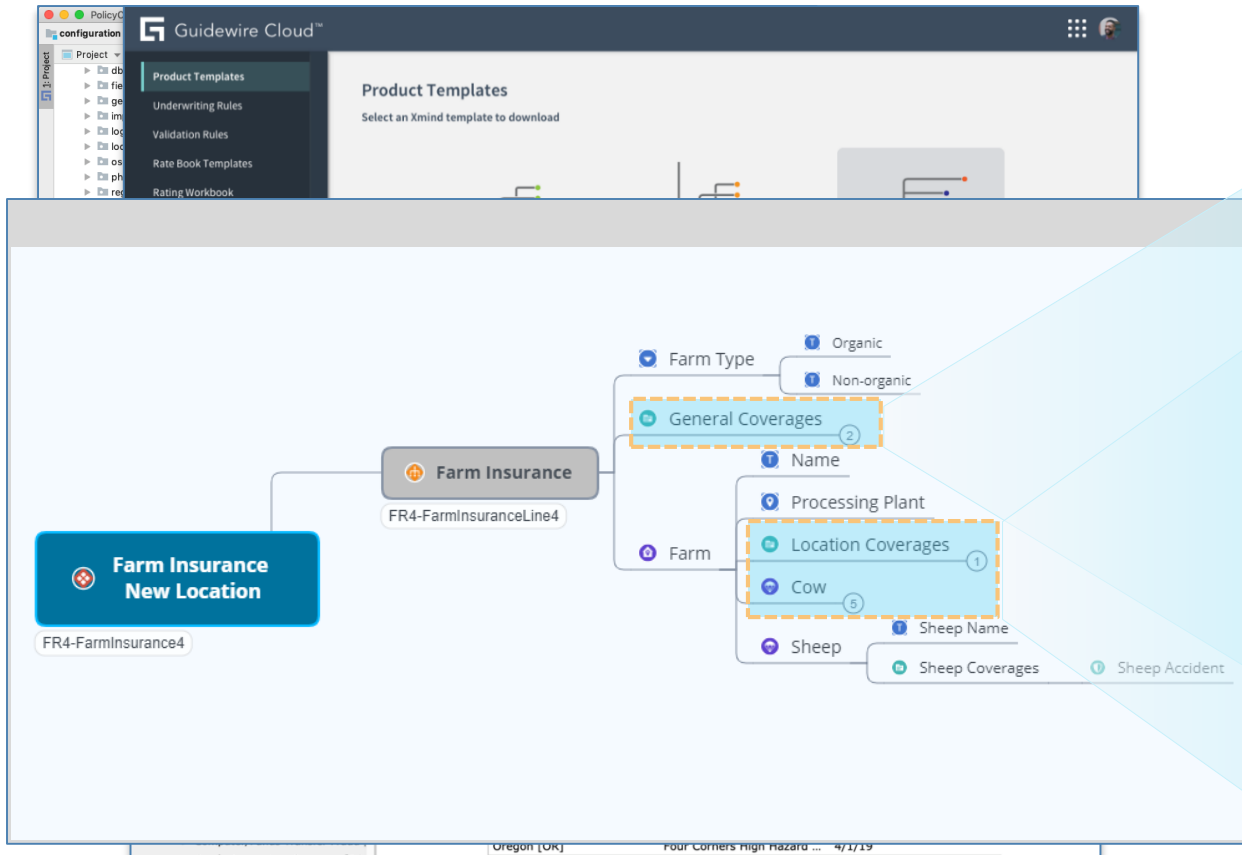 PolicyC
configuration
Project
1: Project
db
fie
ge
im
log
loc
os
ph
reg
Guidewire Cloud™
Product Templates
Underwriting Rules
Validation Rules
Rate Book Templates
Rating Workbook
Product Templates
Select an Xmind template to download
Farm Type
Organic
Non-organic
General Coverages
2
Farm Insurance
FR4-FarmInsuranceLine4
Name
Processing Plant
Farm
Location Coverages
1
Cow
5
Farm Insurance
New Location
FR4-FarmInsurance4
Sheep
Sheep Name
Sheep Coverages
Sheep Accident
Oregon [OR] Four Corners High Hazard ... 4/1/19